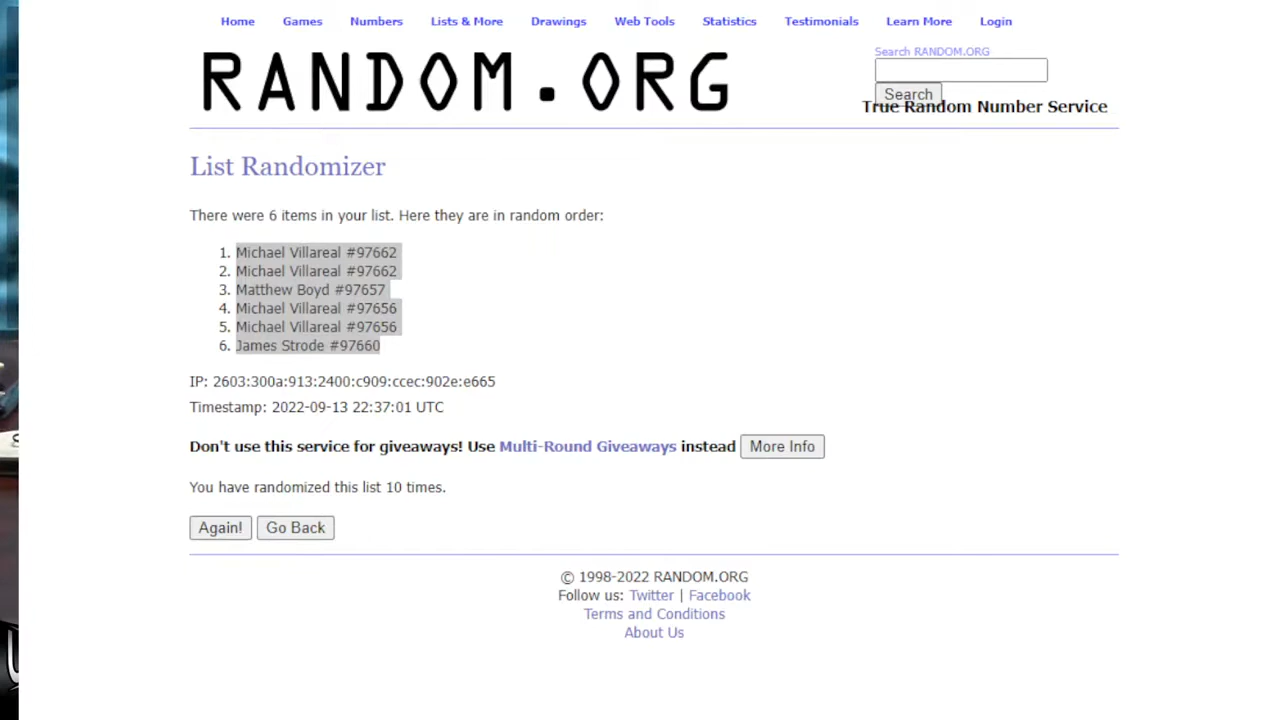 Home Games Numbers Lists & More Drawings Web Tools Statistics Testimonials Learn More Login
RANDOM.ORG
Search RANDOM.ORG
Search
True Random Number Service
List Randomizer
There were 6 items in your list. Here they are in random order:
1. Michael Villareal #97662
2. Michael Villareal #97662
3. Matthew Boyd #97657
4. Michael Villareal #97656
5. Michael Villareal #97656
6. James Strode #97660
IP: 2603:300a:913:2400:c909:ccec:902e:e665
Timestamp: 2022-09-13 22:37:01 UTC
Don't use this service for giveaways! Use Multi-Round Giveaways instead More Info
You have randomized this list 10 times.
Again! Go Back
© 1998-2022 RANDOM.ORG
Follow us: Twitter | Facebook
Terms and Conditions
About Us